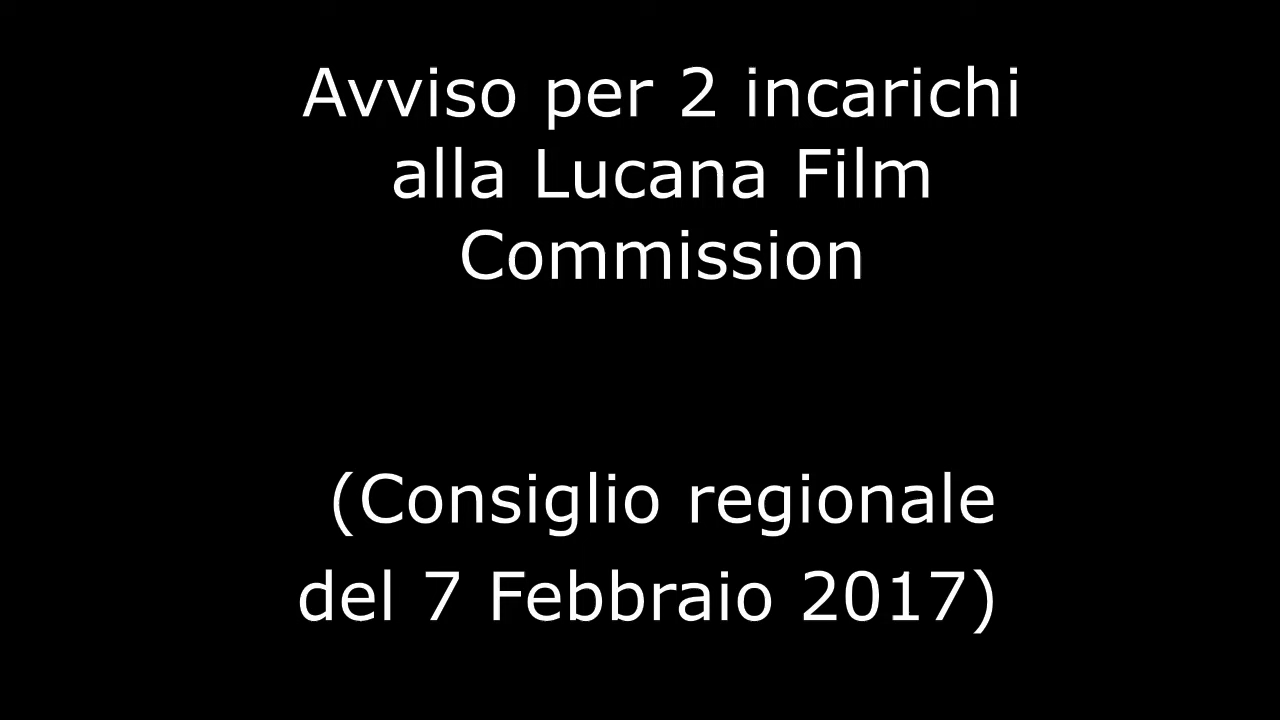 Avviso per 2 incarichi
alla Lucana Film
Commission
(Consiglio regionale
del 7 Febbraio 2017)